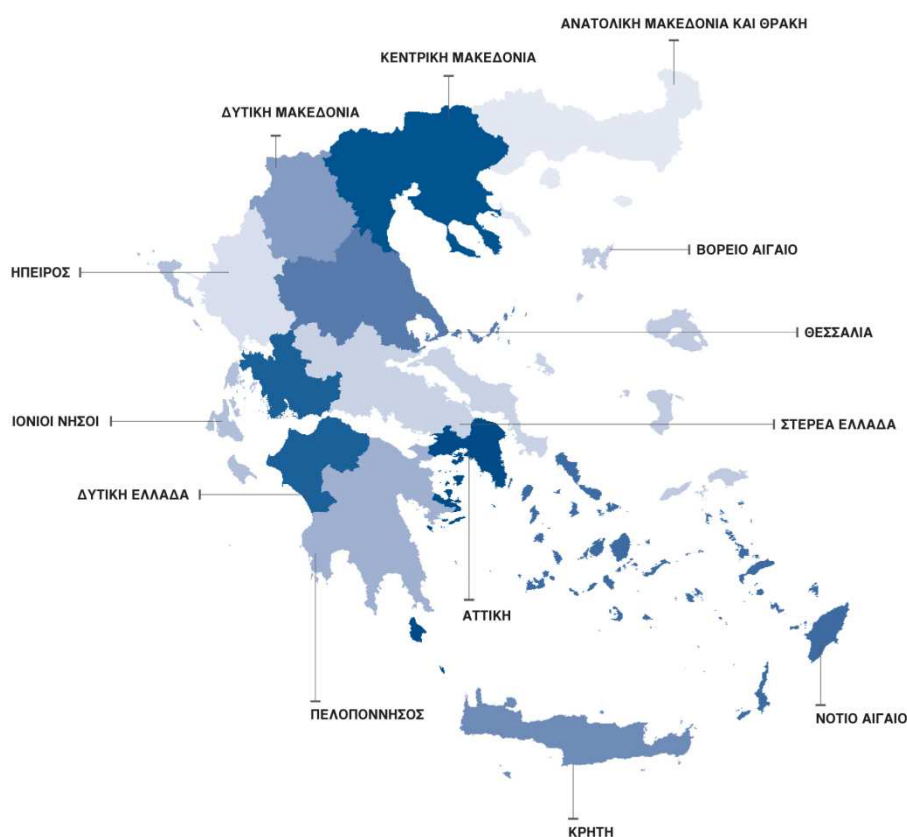 ΑΝΑΤΟΛΙΚΗ ΜΑΚΕΔΟΝΙΑ ΚΑΙ ΘΡΑΚΗ
ΚΕΝΤΡΙΚΗ ΜΑΚΕΔΟΝΙΑ
ΔΥΤΙΚΗ ΜΑΚΕΔΟΝΙΑ
ΒΟΡΕΙΟ ΑΙΓΑΙΟ
ΗΠΕΙΡΟΣ
ΘΕΣΣΑΛΙΑ
ΙΟΝΙΟΙ ΝΗΣΟΙ
ΣΤΕΡΕΑ ΕΛΛΑΔΑ
ΔΥΤΙΚΗ ΕΛΛΑΔΑ
ΑΤΤΙΚΗ
ΠΕΛΟΠΟΝΝΗΣΟΣ
ΝΟΤΙΟ ΑΙΓΑΙΟ
ΚΡΗΤΗ